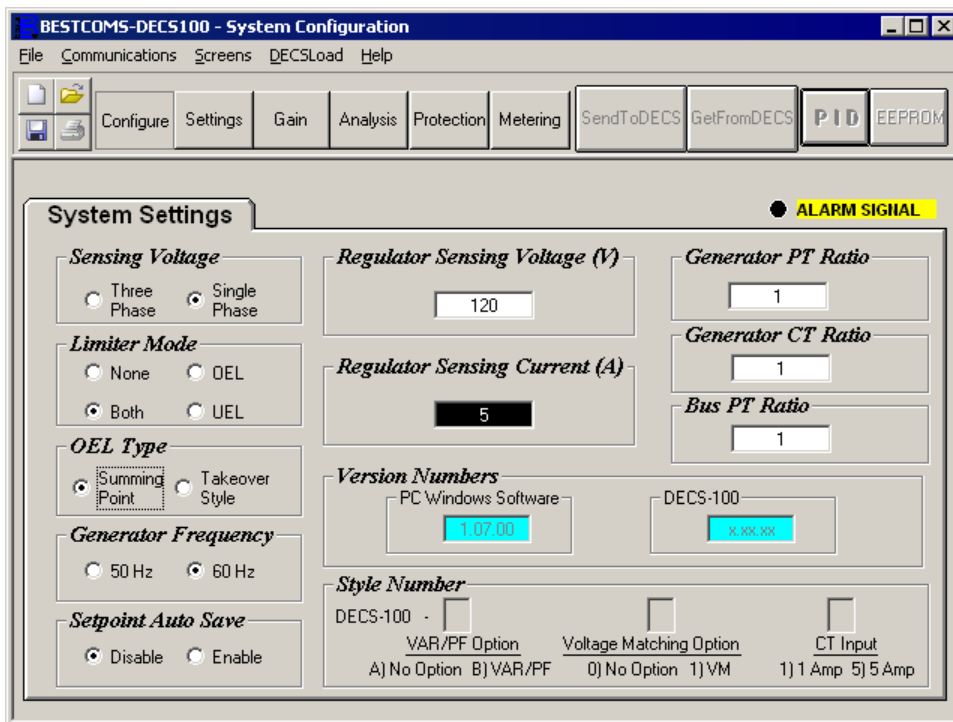 BESTCOMS-DECS100 - System Configuration
File Communications Screens DECSLoad Help
Configure Settings Gain Analysis Protection Metering SendToDECS GetFromDECS PID EEPROM
System Settings
ALARM SIGNAL
Sensing Voltage
Three Phase
Single Phase
Limiter Mode
None
OEL
Both
UEL
OEL Type
Summing Point
Takeover Style
Generator Frequency
50 Hz
60 Hz
Setpoint Auto Save
Disable
Enable
Regulator Sensing Voltage (V)
120
Regulator Sensing Current (A)
5
Generator PT Ratio
1
Generator CT Ratio
1
Bus PT Ratio
1
Version Numbers
PC Windows Software
1.07.00
DECS-100
x.xx.xx
Style Number
DECS-100 -
VAR/PF Option
A) No Option B) VAR/PF
Voltage Matching Option
0) No Option 1) VM
CT Input
1) 1 Amp 5) 5 Amp